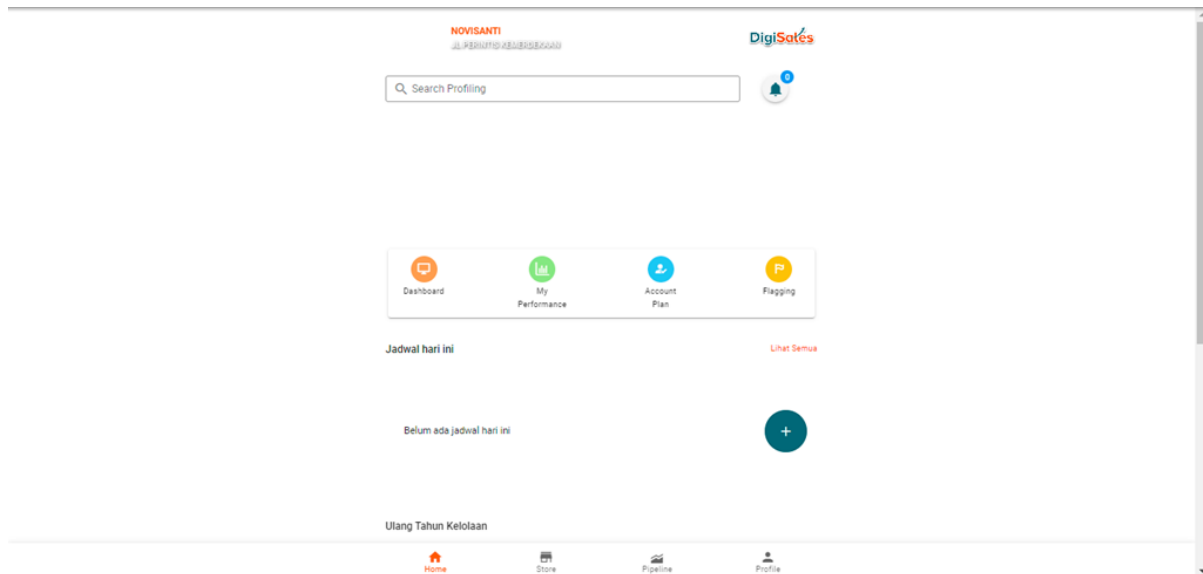 NOVISANTI
JL.PERINTIS KEMERDEKAAN
DigiSales
Search Profiling
0
Dashboard
My
Performance
Account
Plan
Flagging
Jadwal hari ini
Lihat Semua
Belum ada jadwal hari ini
+
Ulang Tahun Kelolaan
Home
Store
Pipeline
Profile